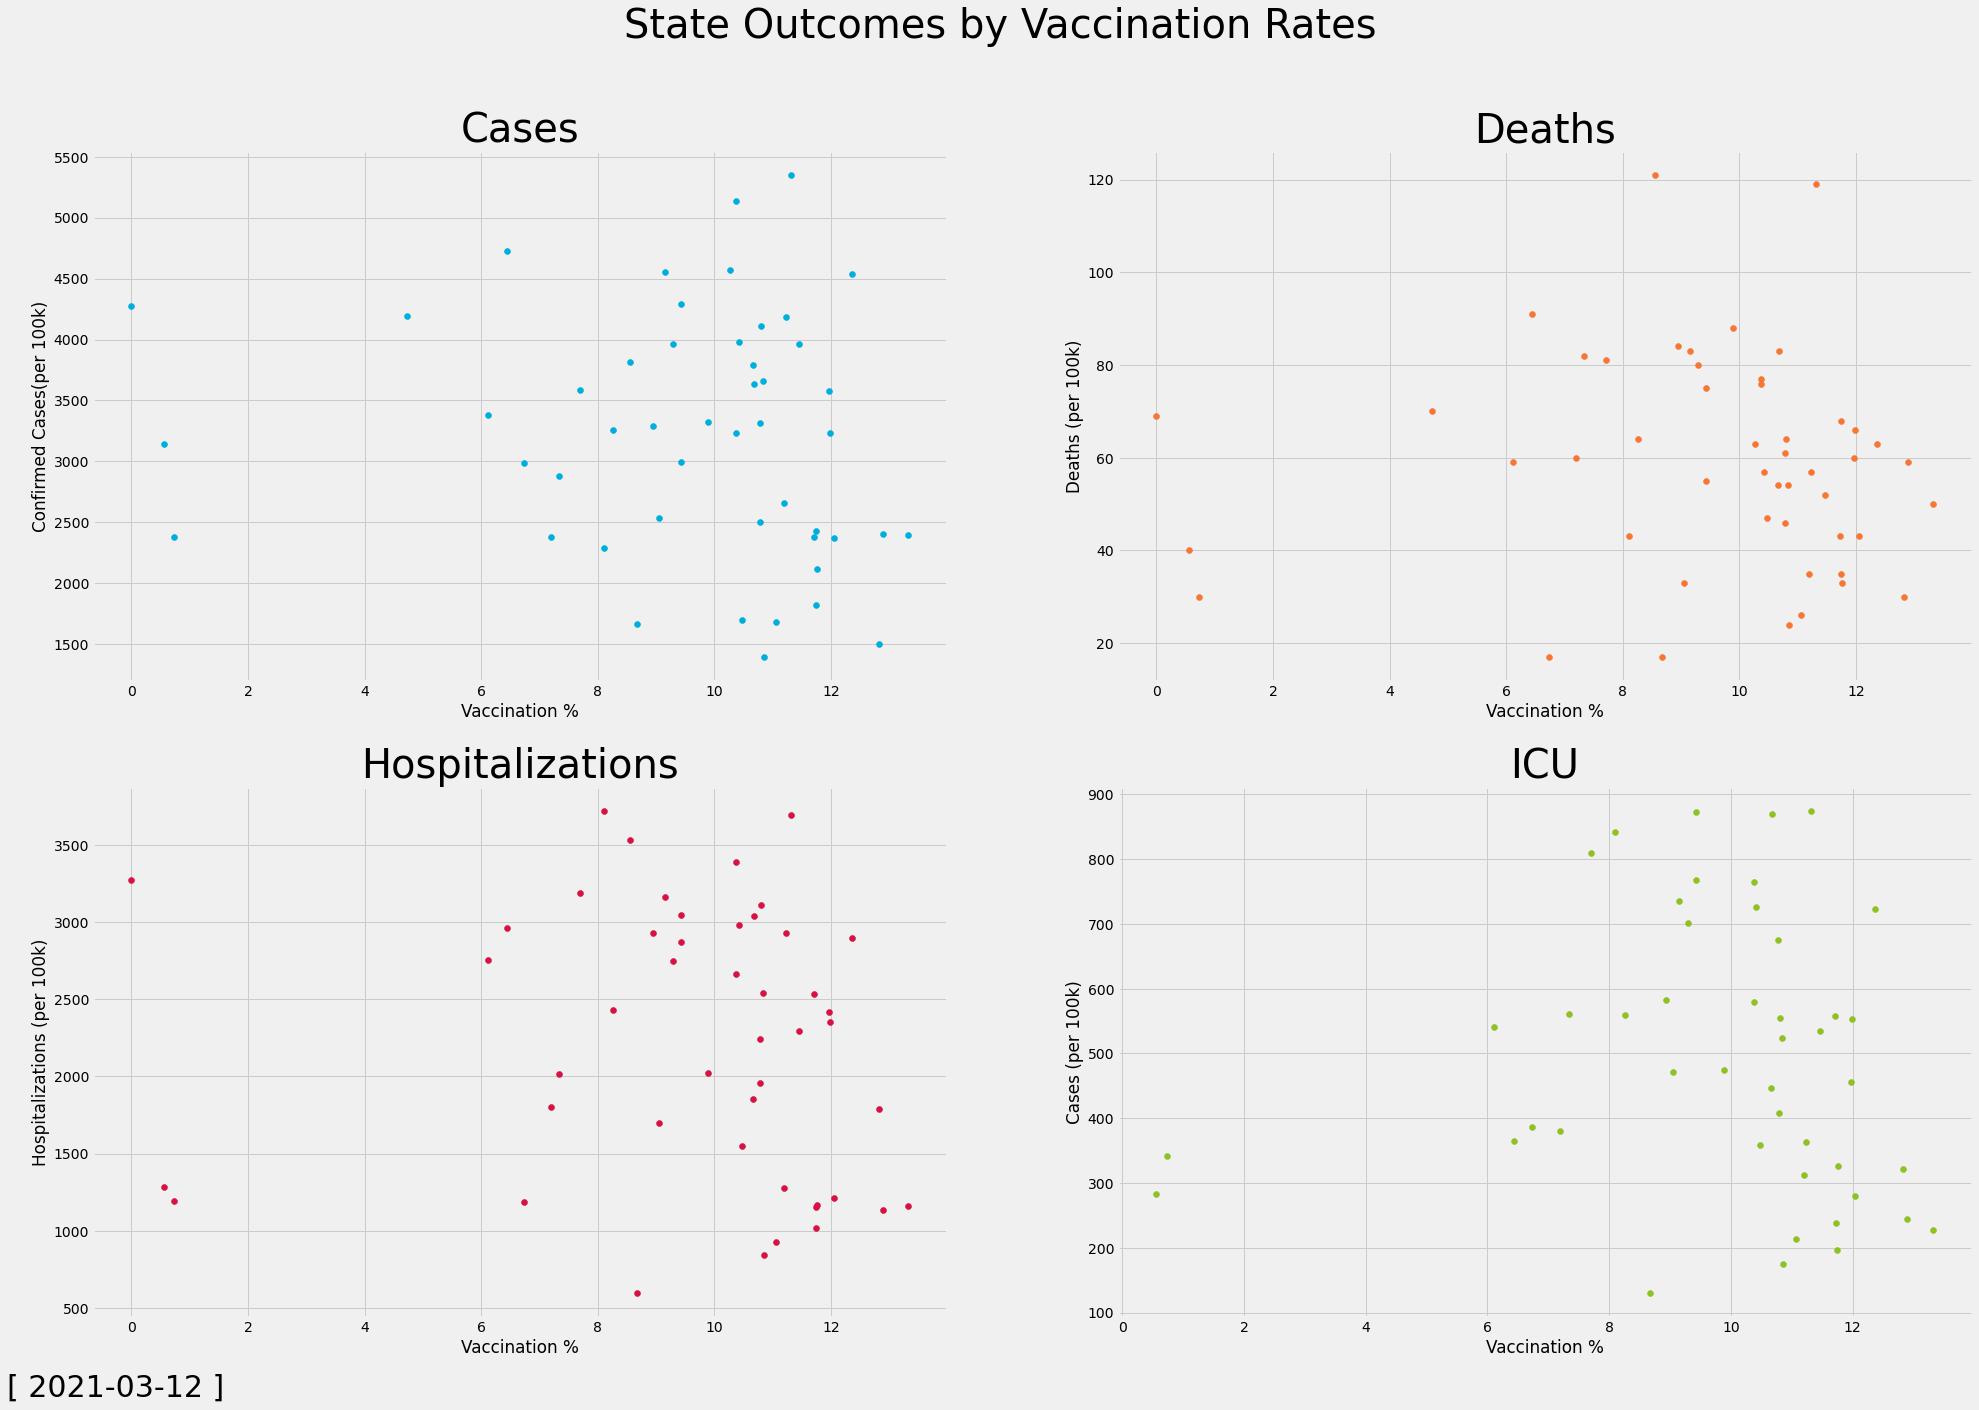 State Outcomes by Vaccination Rates
Cases
5500
5000
4500
4000
3500
3000
2500
2000
1500
Confirmed Cases(per 100k)
0 2 4 6 8 10 12
Vaccination %
Deaths
120
100
80
60
40
20
Deaths (per 100k)
0 2 4 6 8 10 12
Vaccination %
Hospitalizations
3500
3000
2500
2000
1500
1000
500
Hospitalizations (per 100k)
0 2 4 6 8 10 12
Vaccination %
ICU
900
800
700
600
500
400
300
200
100
Cases (per 100k)
0 2 4 6 8 10 12
Vaccination %
[ 2021-03-12 ]